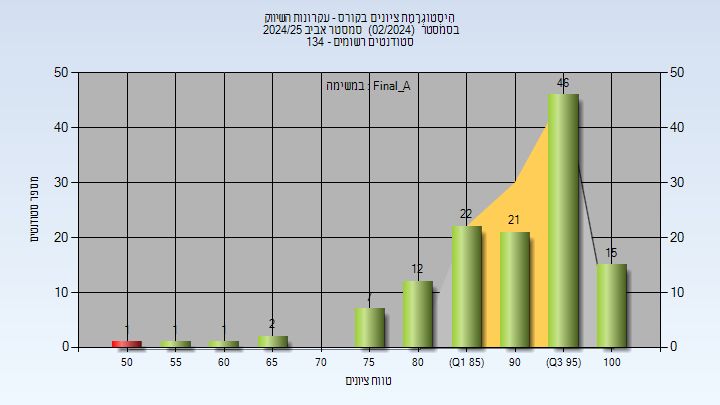 הִיסְטוּגְרַמַּת ציונים בקורס - עקרונות השיווק
בסמסטר (02/2024) סמסטר אביב 2024/25
סטודנטים רשומים - 134
במשימה : Final_A
50 50
40 40
30 30
20 20
10 10
0 0
1 1 1 2 7 12 22 21 46 15
50 55 60 65 70 75 80 (Q1 85) 90 (Q3 95) 100
טווח ציונים
מספר סטודנטים